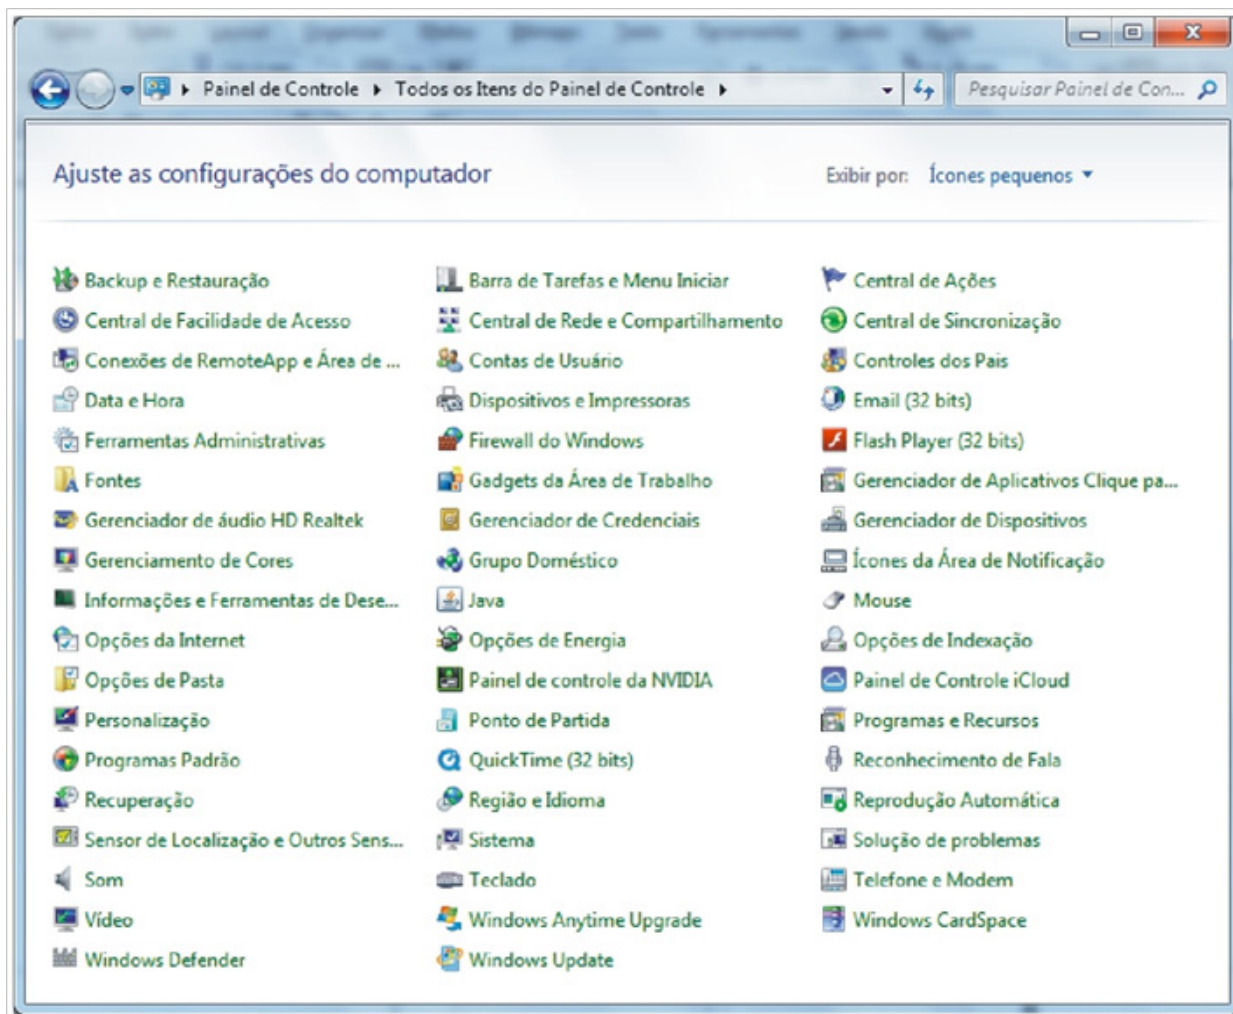 Painel de Controle Todos os Itens do Painel de Controle Pesquisar Painel de Con...
Ajuste as configurações do computador Exibir por: Ícones pequenos
Backup e Restauração Barra de Tarefas e Menu Iniciar Central de Ações
Central de Facilidade de Acesso Central de Rede e Compartilhamento Central de Sincronização
Conexões de RemoteApp e Área de ... Contas de Usuário Controles dos Pais
Data e Hora Dispositivos e Impressoras Email (32 bits)
Ferramentas Administrativas Firewall do Windows Flash Player (32 bits)
Fontes Gadgets da Área de Trabalho Gerenciador de Aplicativos Clique pa...
Gerenciador de áudio HD Realtek Gerenciador de Credenciais Gerenciador de Dispositivos
Gerenciamento de Cores Grupo Doméstico Ícones da Área de Notificação
Informações e Ferramentas de Dese... Java Mouse
Opções da Internet Opções de Energia Opções de Indexação
Opções de Pasta Painel de controle da NVIDIA Painel de Controle iCloud
Personalização Ponto de Partida Programas e Recursos
Programas Padrão QuickTime (32 bits) Reconhecimento de Fala
Recuperação Região e Idioma Reprodução Automática
Sensor de Localização e Outros Sens... Sistema Solução de problemas
Som Teclado Telefone e Modem
Vídeo Windows Anytime Upgrade Windows CardSpace
Windows Defender Windows Update